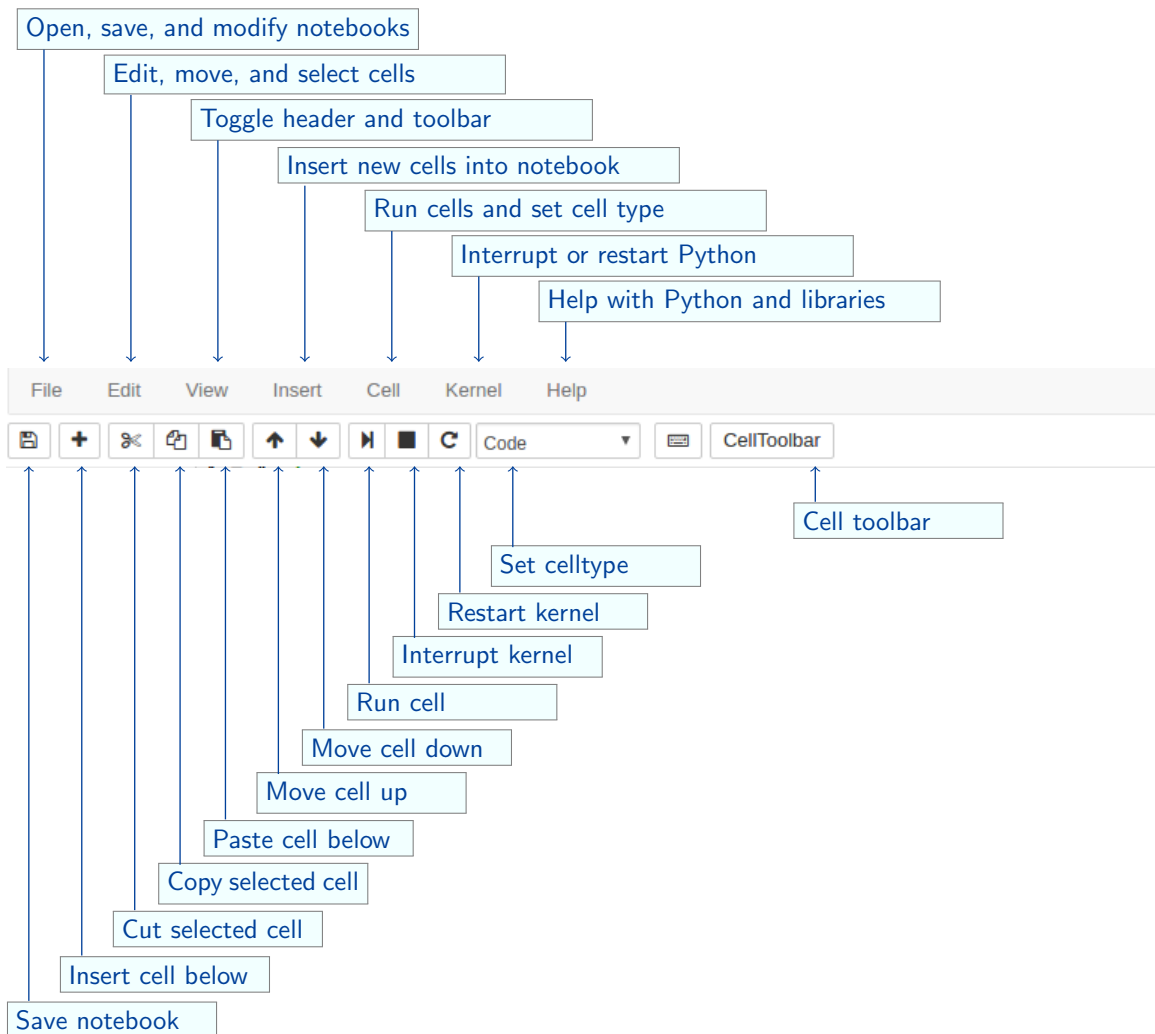 Open, save, and modify notebooks
Edit, move, and select cells
Toggle header and toolbar
Insert new cells into notebook
Run cells and set cell type
Interrupt or restart Python
Help with Python and libraries
File Edit View Insert Cell Kernel Help
Code CellToolbar
Cell toolbar
Set celltype
Restart kernel
Interrupt kernel
Run cell
Move cell down
Move cell up
Paste cell below
Copy selected cell
Cut selected cell
Insert cell below
Save notebook